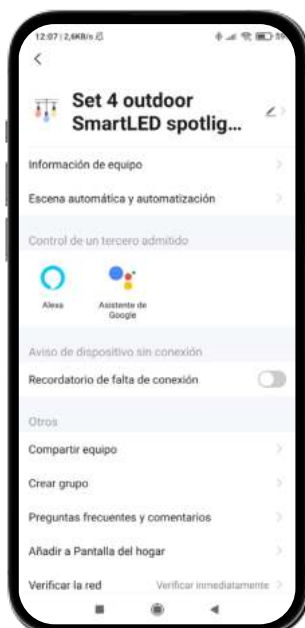 12:07 | 2,6KB/s
Set 4 outdoor
SmartLED spotlig...
Información de equipo
Escena automática y automatización
Control de un tercero admitido
Alexa
Asistente de
Google
Aviso de dispositivo sin conexión
Recordatorio de falta de conexión
Otros
Compartir equipo
Crear grupo
Preguntas frecuentes y comentarios
Añadir a Pantalla del hogar
Verificar la red Verificar inmediatamente